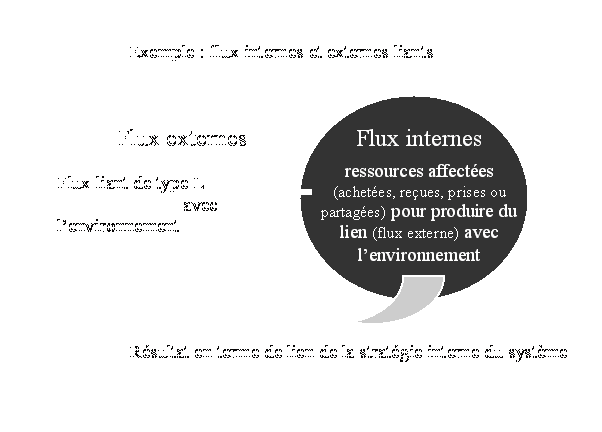 Exemple : flux internes et externes liants
Flux externes
Flux liant de type L
avec
l'environnement
Flux internes
ressources affectées
(achetées, reçues, prises ou
partagées) pour produire du
lien (flux externe) avec
l'environnement
Résultat en terme de lien de la stratégie interne du système